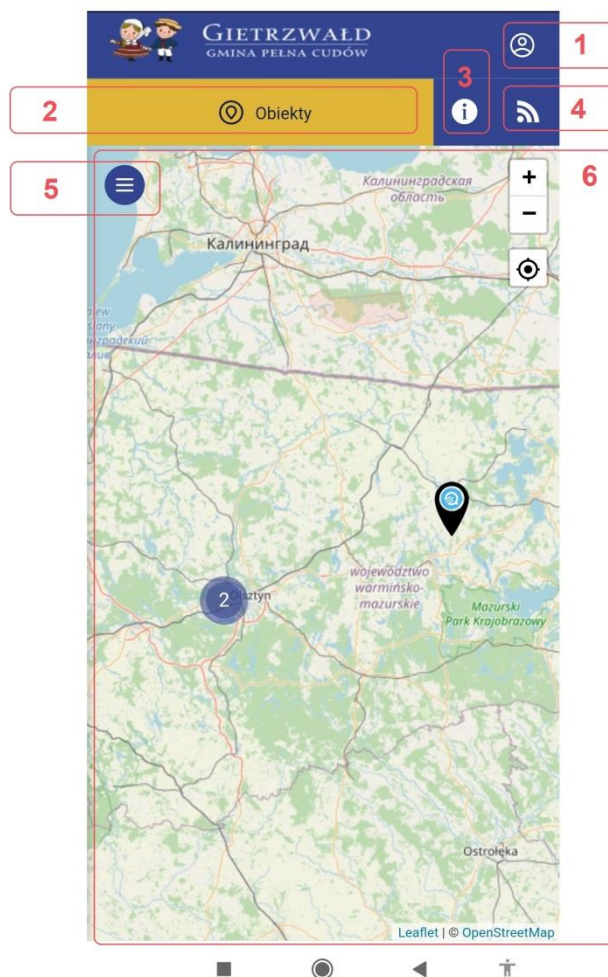 GIETRZWAŁD
GMINA PEŁNA CUDÓW
1
2
Obiekty
3
i
4
5
6
Калининградская
область
+
−
Калининград
2
Olsztyn
województwo
warmińsko-
mazurskie
Mazurski
Park Krajobrazowy
Ostrołęka
Leaflet | © OpenStreetMap